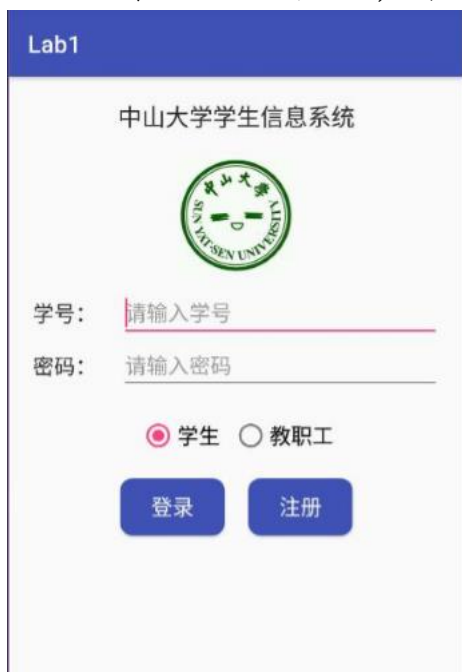 Lab1
中山大学学生信息系统
中山大学
SUN YAT-SEN UNIVERSITY
学号： 请输入学号
密码： 请输入密码
学生 教职工
登录 注册